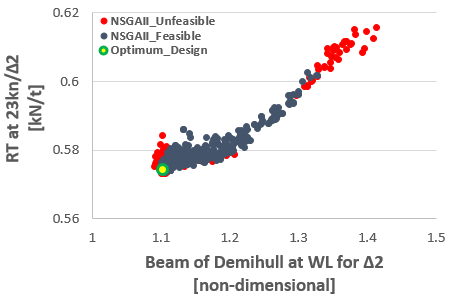 0.62
NSGAII_Unfeasible
NSGAII_Feasible
Optimum_Design
RT at 23kn/Δ2
[kN/t]
0.6
0.58
0.56
1
1.1
1.2
1.3
1.4
1.5
Beam of Demihull at WL for Δ2
[non-dimensional]